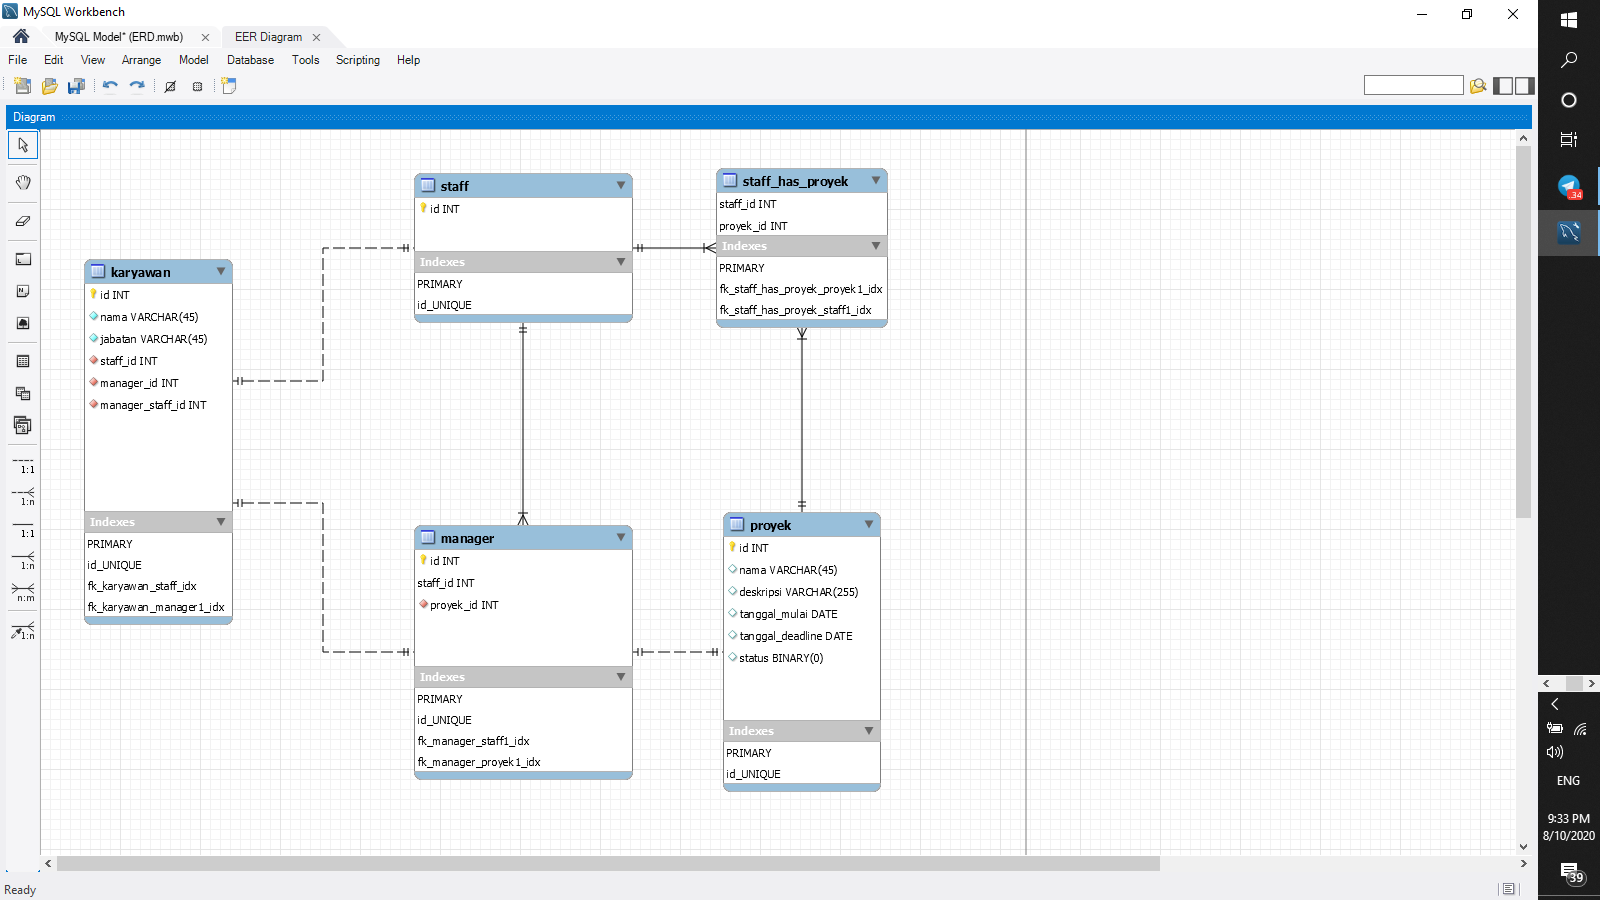 MySQL Workbench
MySQL Model* (ERD.mwb)
EER Diagram
File Edit View Arrange Model Database Tools Scripting Help
Diagram
karyawan
id INT
nama VARCHAR(45)
jabatan VARCHAR(45)
staff_id INT
manager_id INT
manager_staff_id INT
Indexes
PRIMARY
id_UNIQUE
fk_karyawan_staff_idx
fk_karyawan_manager1_idx
staff
id INT
Indexes
PRIMARY
id_UNIQUE
staff_has_proyek
staff_id INT
proyek_id INT
Indexes
PRIMARY
fk_staff_has_proyek_proyek1_idx
fk_staff_has_proyek_staff1_idx
manager
id INT
staff_id INT
proyek_id INT
Indexes
PRIMARY
id_UNIQUE
fk_manager_staff1_idx
fk_manager_proyek1_idx
proyek
id INT
nama VARCHAR(45)
deskripsi VARCHAR(255)
tanggal_mulai DATE
tanggal_deadline DATE
status BINARY(0)
Indexes
PRIMARY
id_UNIQUE
1:1
1:n
1:1
1:n
n:m
1:n
Ready
34
ENG
9:33 PM
8/10/2020
39